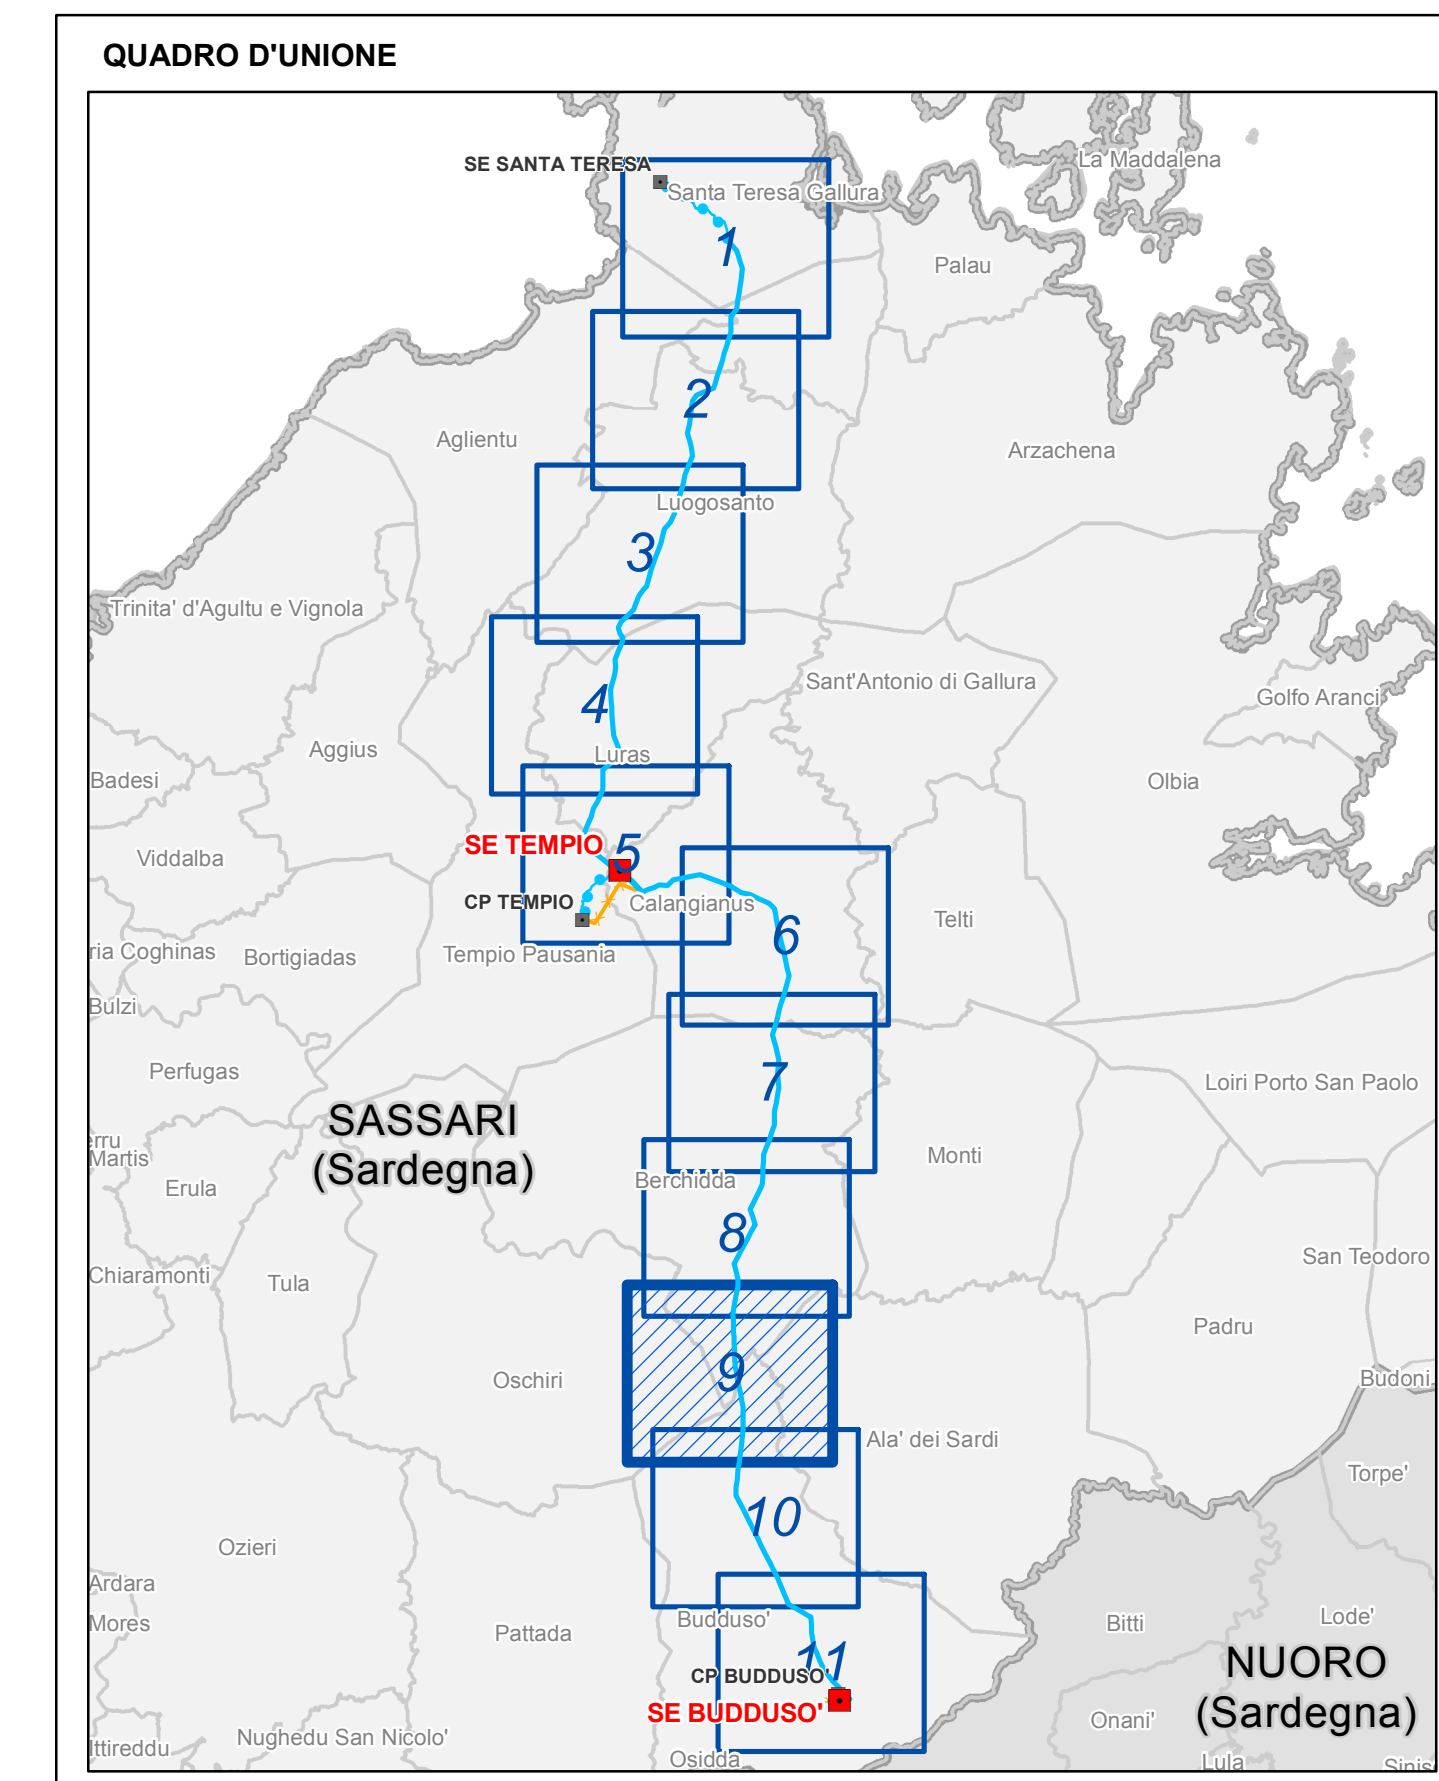 QUADRO D'UNIONE
SE SANTA TERESA
La Maddalena
Santa Teresa Gallura
1
Palau
2
Aglientu
Arzachena
Luogosanto
3
Trinita' d'Agultu e Vignola
Sant'Antonio di Gallura
Golfo Aranci
4
Aggius
Luras
Badesi
Olbia
SE TEMPIO
5
Viddalba
CP TEMPIO
Calangianus
Telti
6
ria Coghinas
Bortigiadas
Tempio Pausania
Bulzi
Perfugas
7
Loiri Porto San Paolo
SASSARI
(Sardegna)
erru
Martis
Monti
Erula
Berchidda
8
San Teodoro
Chiaramonti
Tula
Padru
9
Oschiri
Budoni
Ala' dei Sardi
Torpe'
10
Ozieri
Ardara
Mores
Budduso'
Bitti
Lode'
Pattada
11
NUORO
(Sardegna)
CP BUDDUSO'
SE BUDDUSO'
Onani'
Nughedu San Nicolo'
Ittireddu
Osidda
Lula
Sinis